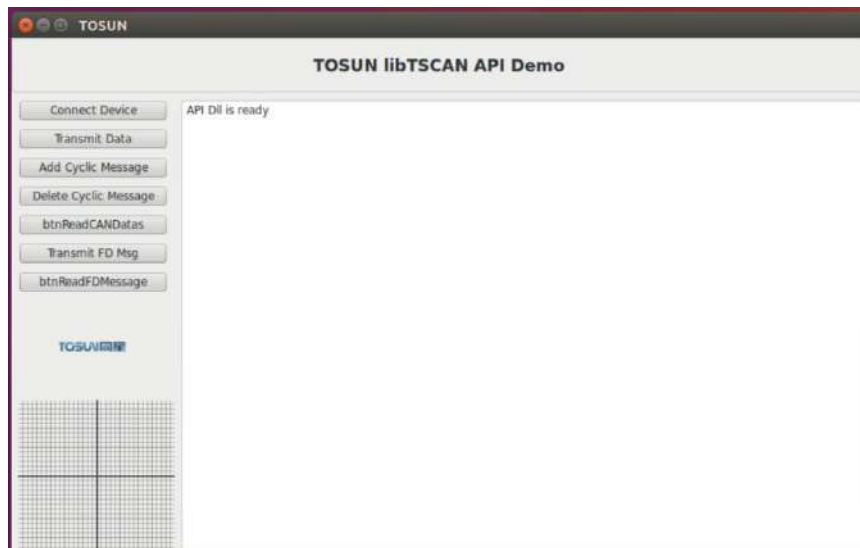 TOSUN
TOSUN libTSCAN API Demo
Connect Device
API Dll is ready
Transmit Data
Add Cyclic Message
Delete Cyclic Message
btnReadCANDatas
Transmit FD Msg
btnReadFDMessage
TOSUN同星